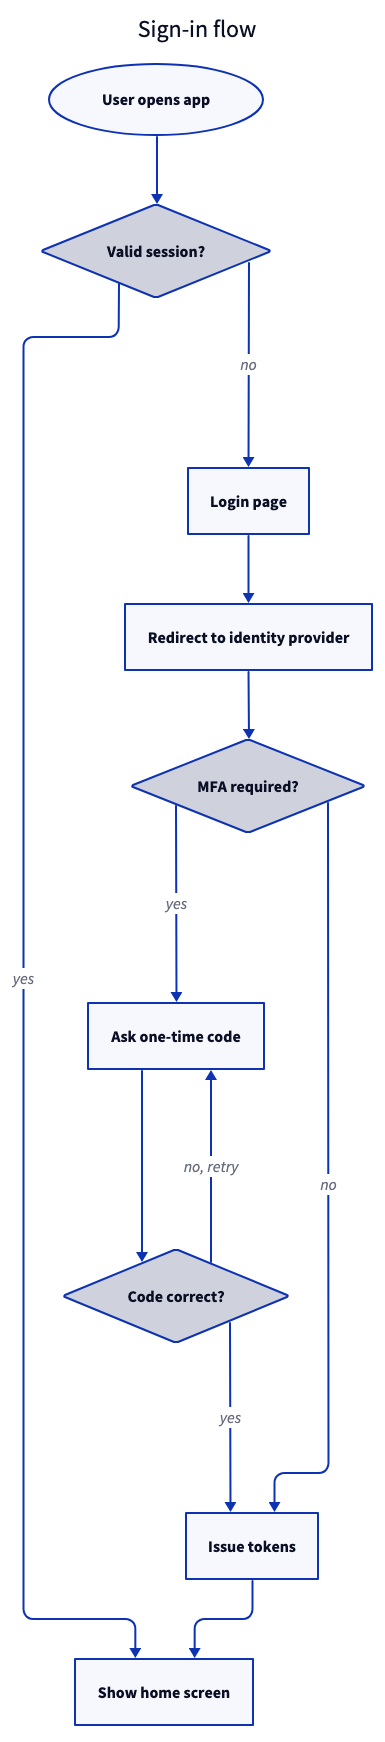 Sign-in flow
User opens app
Valid session?
no
Login page
Redirect to identity provider
MFA required?
yes
yes
Ask one-time code
no, retry
no
Code correct?
yes
Issue tokens
Show home screen